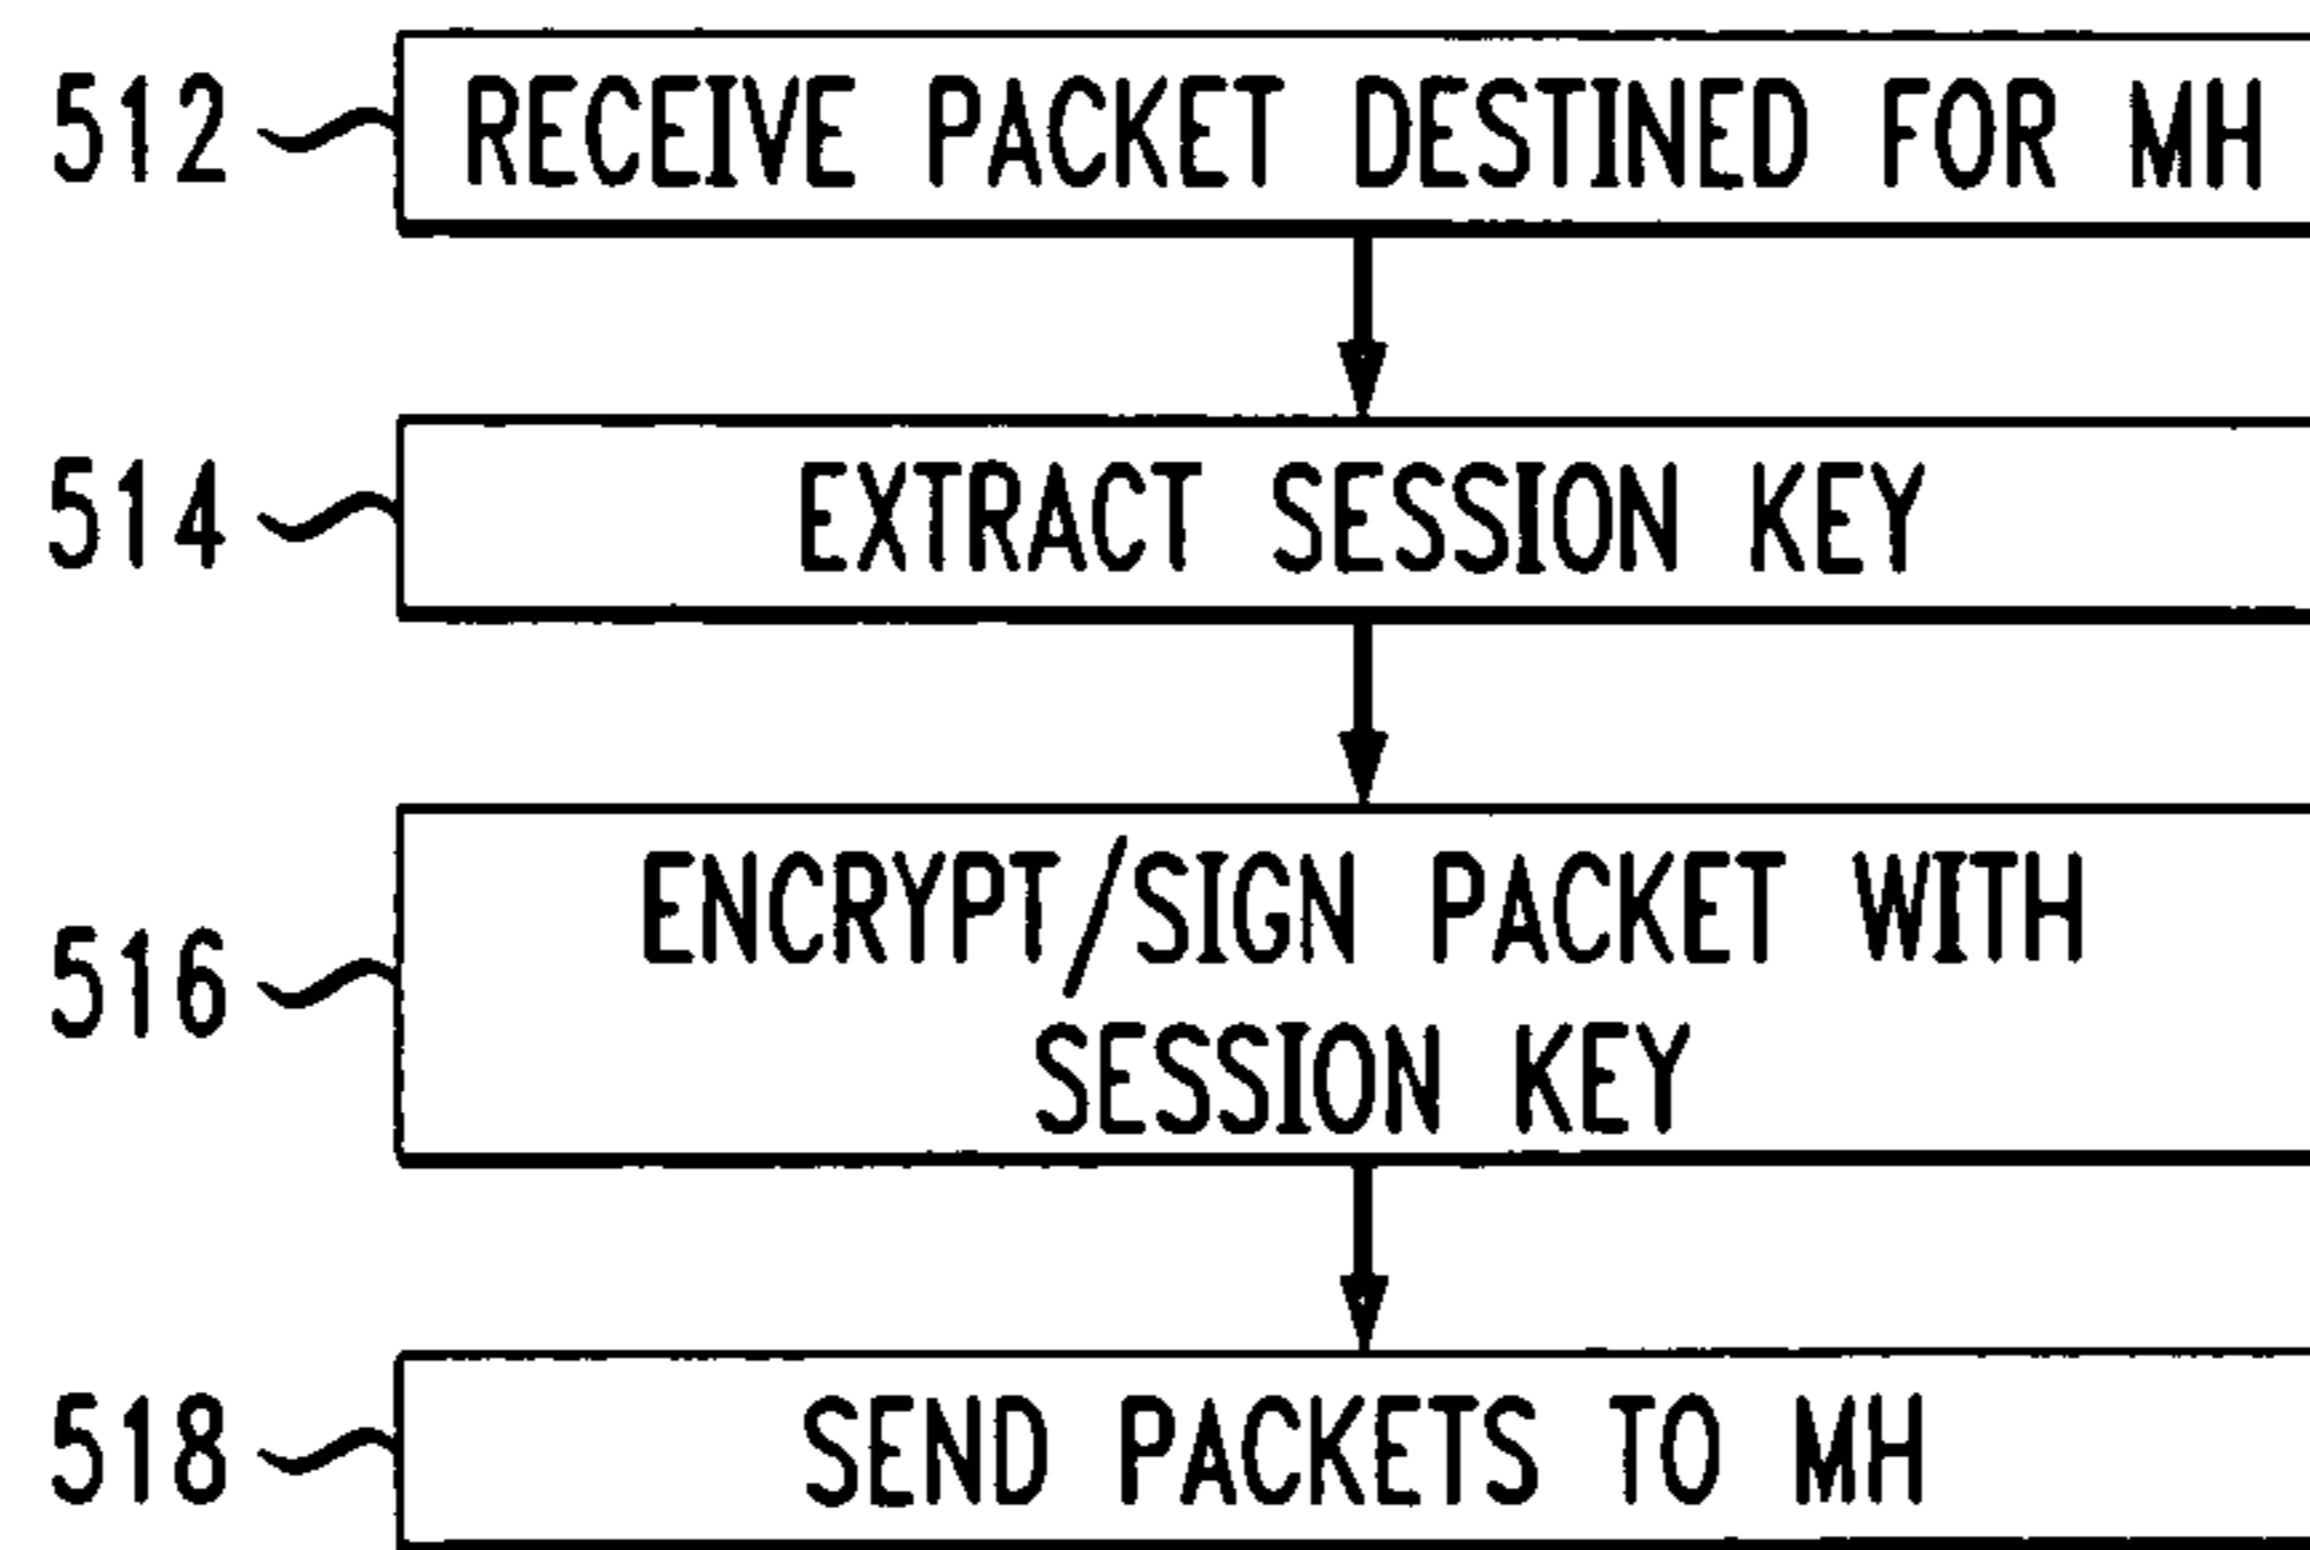 512 RECEIVE PACKET DESTINED FOR MH
514 EXTRACT SESSION KEY
516 ENCRYPT/SIGN PACKET WITH
SESSION KEY
518 SEND PACKETS TO MH